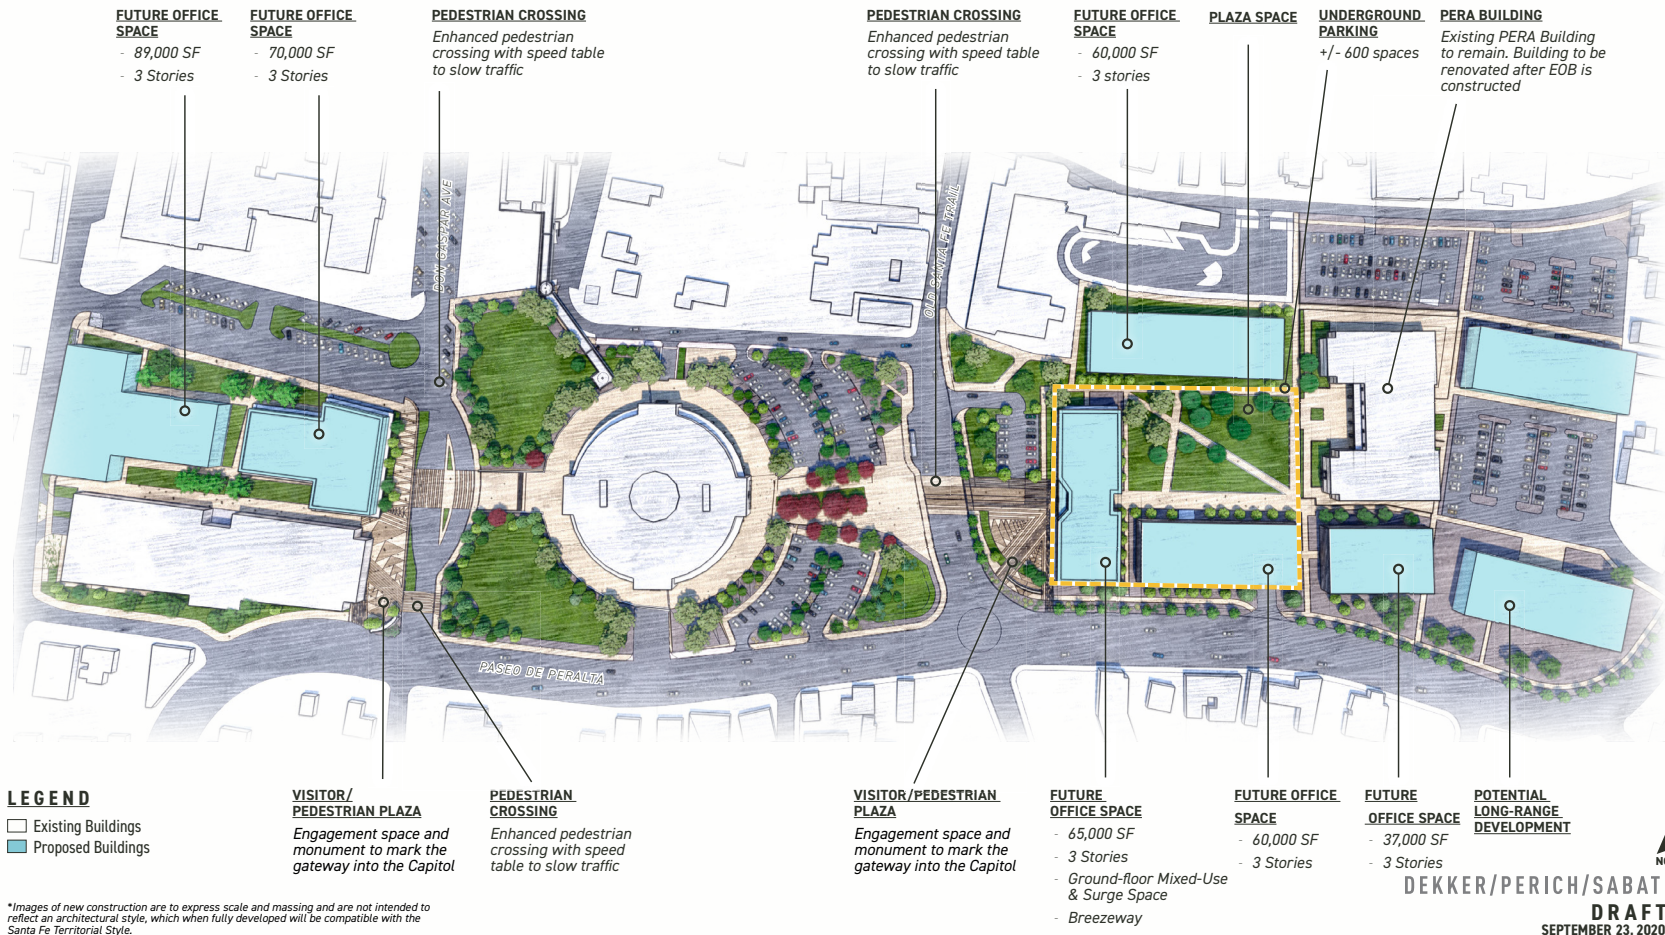 FUTURE OFFICE
SPACE
- 89,000 SF
- 3 Stories
FUTURE OFFICE
SPACE
- 70,000 SF
- 3 Stories
PEDESTRIAN CROSSING
Enhanced pedestrian
crossing with speed table
to slow traffic
PEDESTRIAN CROSSING
Enhanced pedestrian
crossing with speed table
to slow traffic
FUTURE OFFICE
SPACE
- 60,000 SF
- 3 stories
PLAZA SPACE
UNDERGROUND
PARKING
+/- 600 spaces
PERA BUILDING
Existing PERA Building
to remain. Building to be
renovated after EOB is
constructed
DON GASPAR AVE
OLD SANTA FE TRAIL
PASEO DE PERALTA
LEGEND
Existing Buildings
Proposed Buildings
VISITOR/
PEDESTRIAN PLAZA
Engagement space and
monument to mark the
gateway into the Capitol
PEDESTRIAN
CROSSING
Enhanced pedestrian
crossing with speed
table to slow traffic
VISITOR/PEDESTRIAN
PLAZA
Engagement space and
monument to mark the
gateway into the Capitol
FUTURE
OFFICE SPACE
- 65,000 SF
- 3 Stories
- Ground-floor Mixed-Use
& Surge Space
- Breezeway
FUTURE OFFICE
SPACE
- 60,000 SF
- 3 Stories
FUTURE
OFFICE SPACE
- 37,000 SF
- 3 Stories
POTENTIAL
LONG-RANGE
DEVELOPMENT
DEKKER/PERICH/SABAT
DRAFT
SEPTEMBER 23, 2020
*Images of new construction are to express scale and massing and are not intended to
reflect an architectural style, which when fully developed will be compatible with the
Santa Fe Territorial Style.